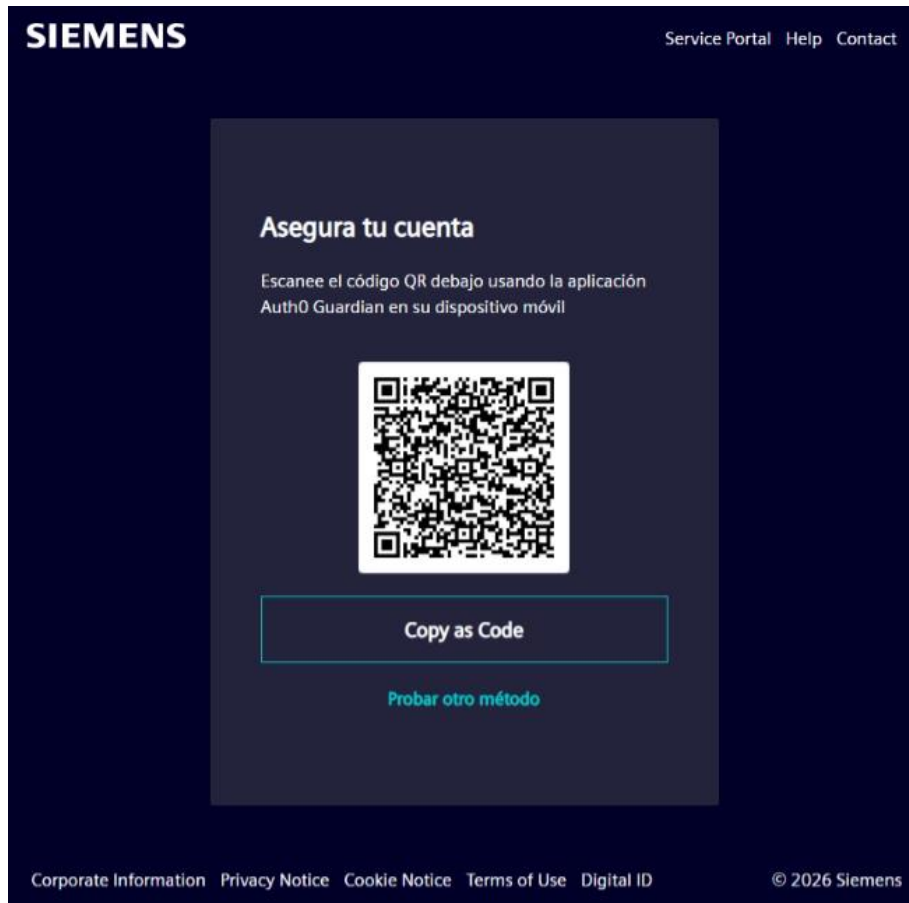 SIEMENS
Service Portal Help Contact
Asegura tu cuenta
Escanee el código QR debajo usando la aplicación
Auth0 Guardian en su dispositivo móvil
Copy as Code
Probar otro método
Corporate Information Privacy Notice Cookie Notice Terms of Use Digital ID © 2026 Siemens